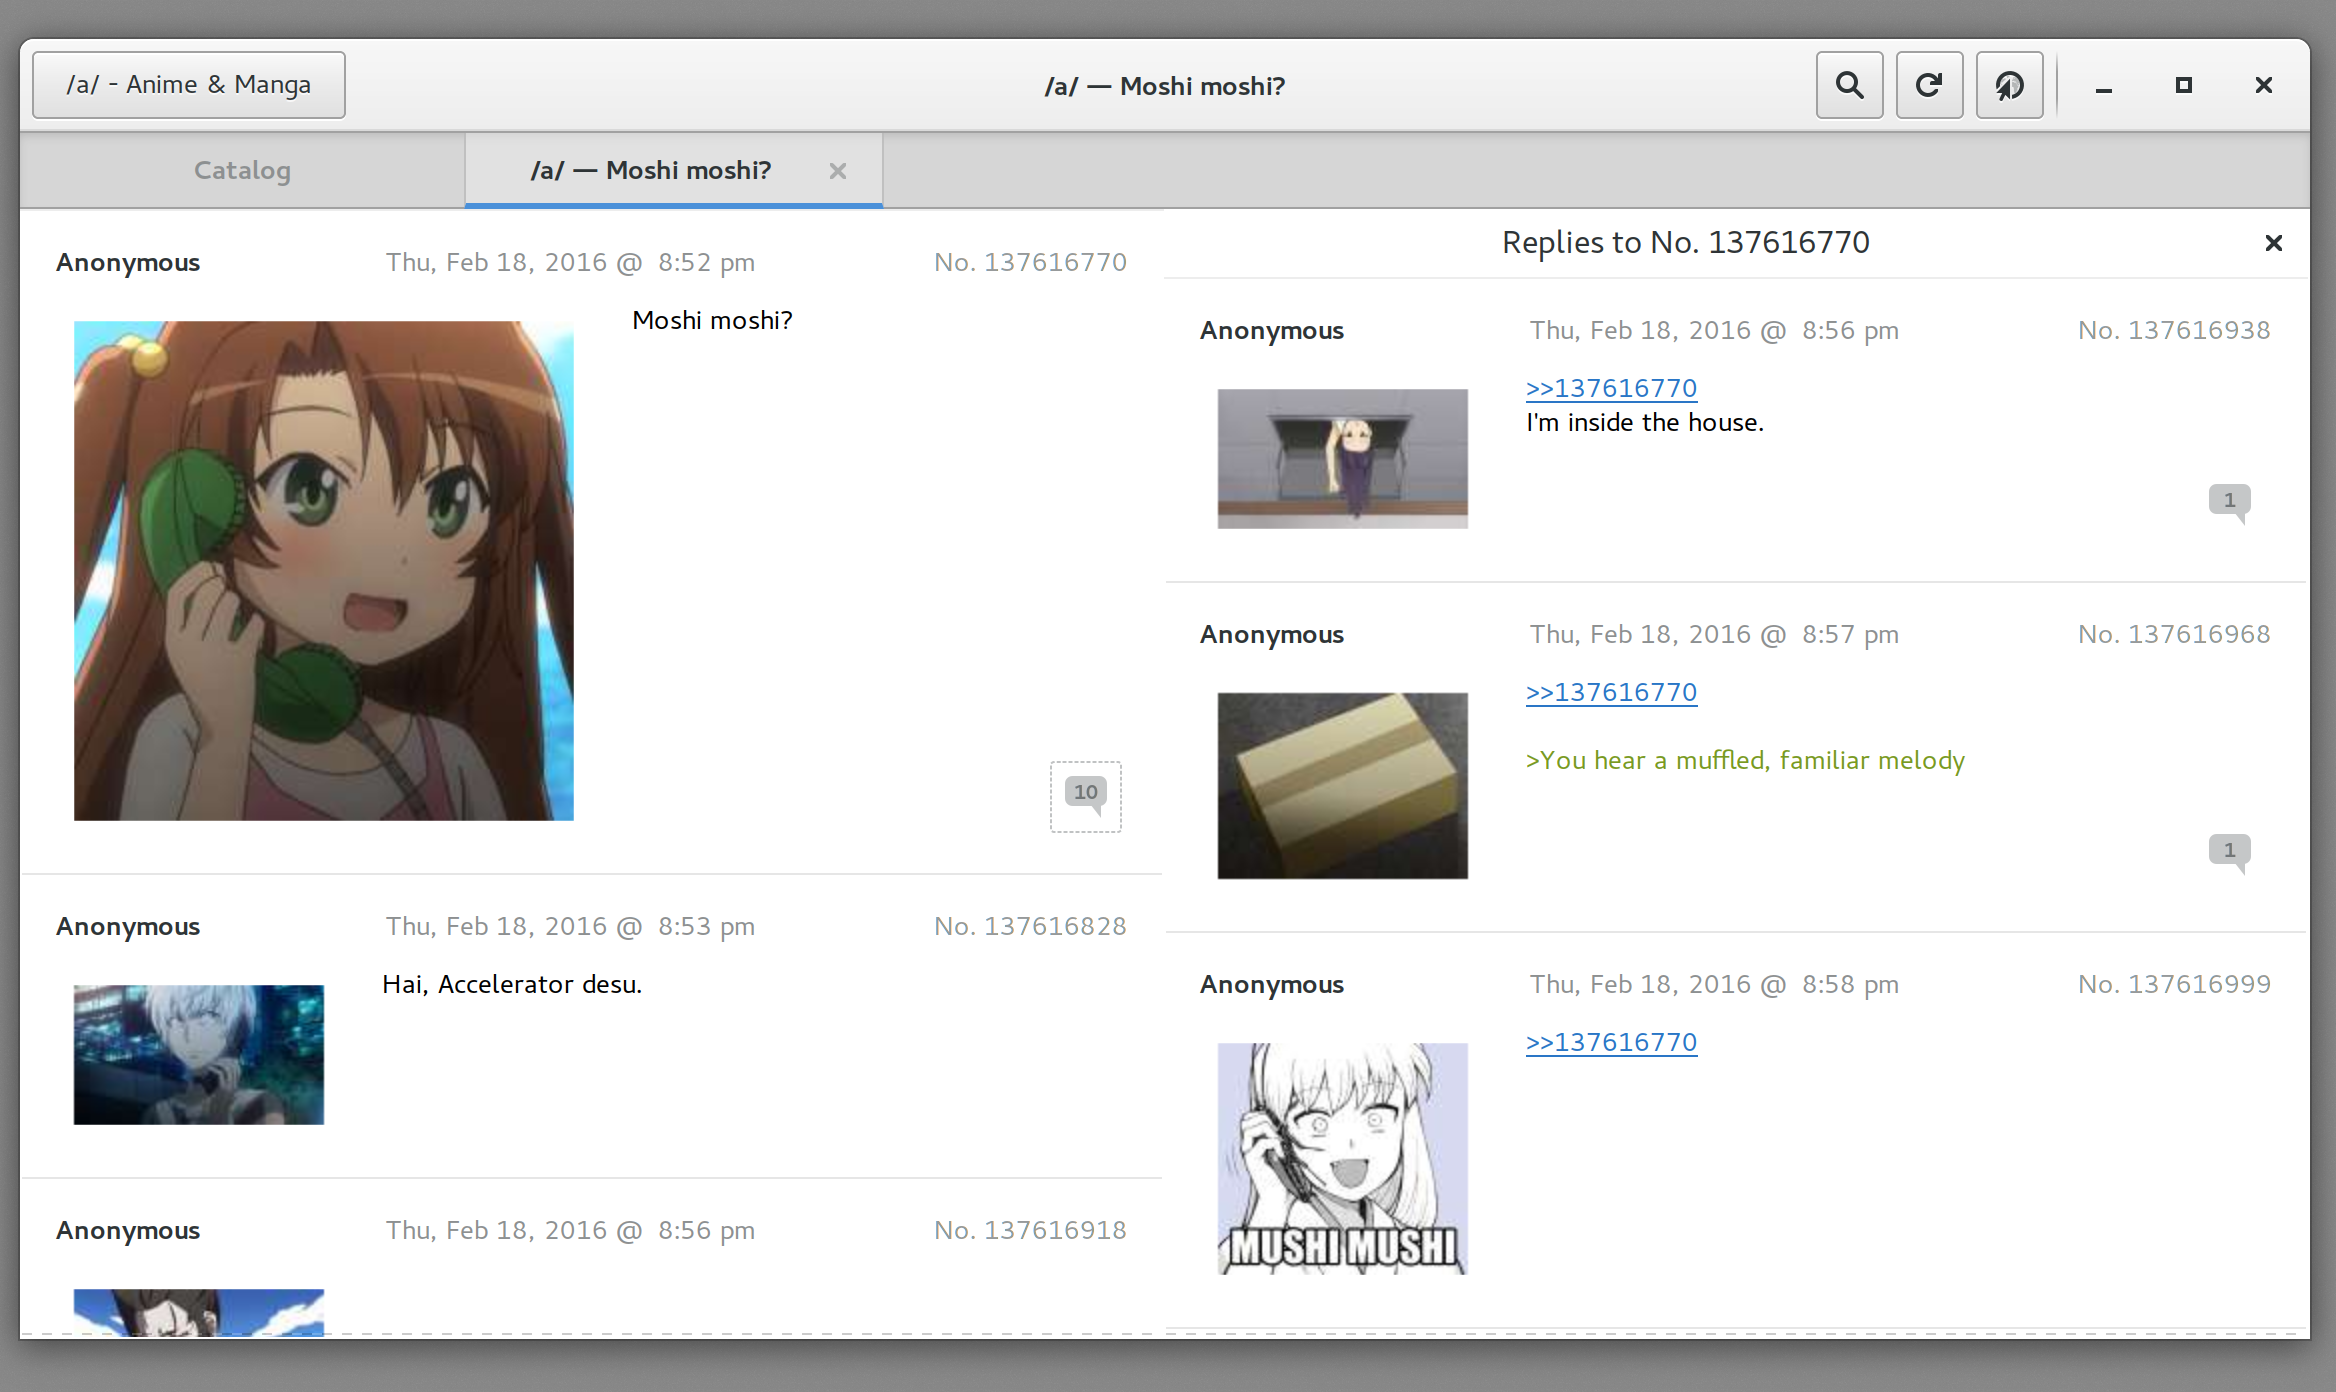 /a/ - Anime & Manga
/a/ — Moshi moshi?
Catalog
/a/ — Moshi moshi?
Anonymous Thu, Feb 18, 2016 @ 8:52 pm No. 137616770
Moshi moshi?
10
Anonymous Thu, Feb 18, 2016 @ 8:53 pm No. 137616828
Hai, Accelerator desu.
Anonymous Thu, Feb 18, 2016 @ 8:56 pm No. 137616918
Replies to No. 137616770
Anonymous Thu, Feb 18, 2016 @ 8:56 pm No. 137616938
>>137616770
I'm inside the house.
1
Anonymous Thu, Feb 18, 2016 @ 8:57 pm No. 137616968
>>137616770
>You hear a muffled, familiar melody
1
Anonymous Thu, Feb 18, 2016 @ 8:58 pm No. 137616999
>>137616770
MUSHI MUSHI